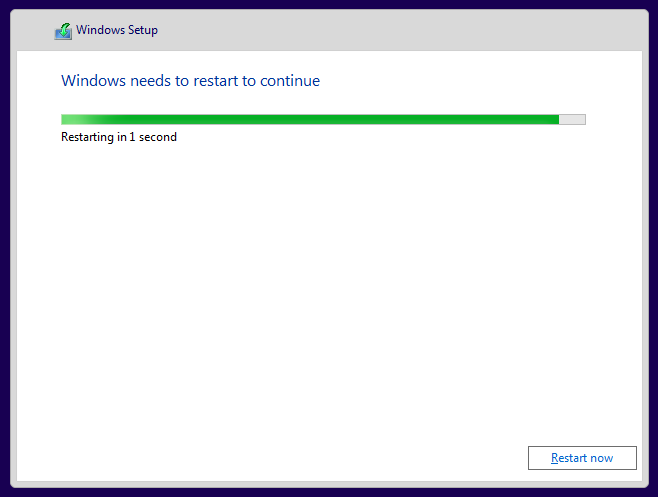 Windows Setup
Windows needs to restart to continue
Restarting in 1 second
Restart now